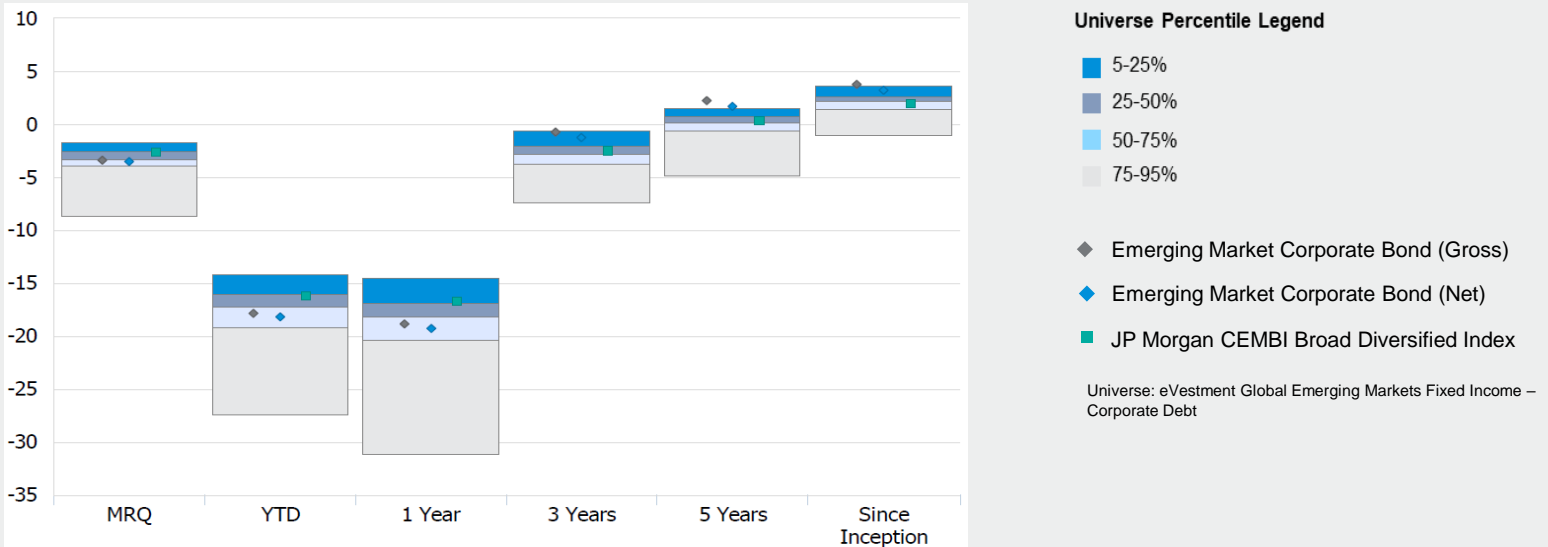 10
5
0
-5
-10
-15
-20
-25
-30
-35
MRQ
YTD
1 Year
3 Years
5 Years
Since
Inception
Universe Percentile Legend
5-25%
25-50%
50-75%
75-95%
Emerging Market Corporate Bond (Gross)
Emerging Market Corporate Bond (Net)
JP Morgan CEMBI Broad Diversified Index
Universe: eVestment Global Emerging Markets Fixed Income –
Corporate Debt